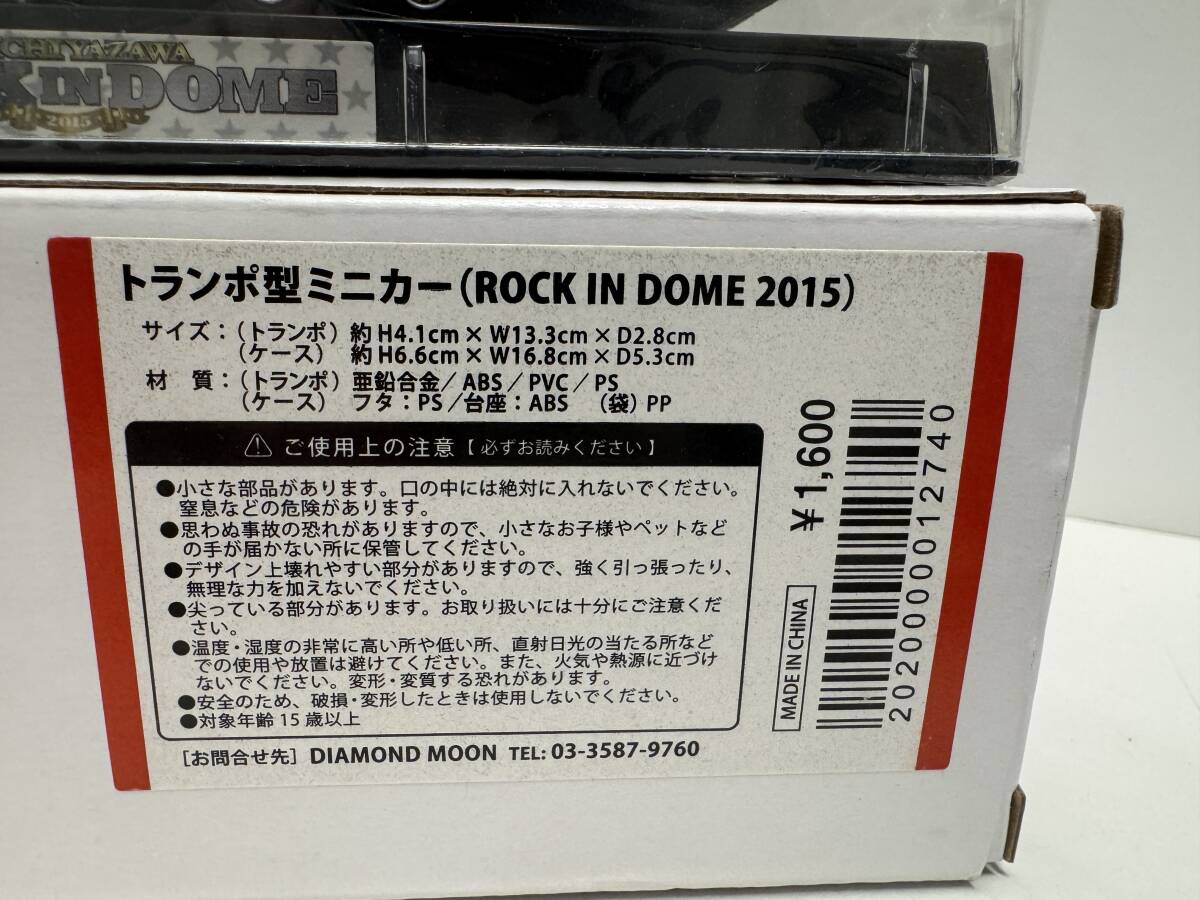 CHI YAZAWA
K IN DOME
2015
トランポ型ミニカー(ROCK IN DOME 2015)
サイズ：(トランポ) 約 H4.1cm × W13.3cm × D2.8cm
(ケース) 約 H6.6cm × W16.8cm × D5.3cm
材 質：(トランポ) 亜鉛合金／ABS／PVC／PS
(ケース) フタ：PS／台座：ABS (袋) PP
ご使用上の注意【必ずお読みください】
●小さな部品があります。口の中には絶対に入れないでください。
窒息などの危険があります。
●思わぬ事故の恐れがありますので、小さなお子様やペットなど
の手が届かない所に保管してください。
●デザイン上壊れやすい部分がありますので、強く引っ張ったり、
無理な力を加えないでください。
●尖っている部分があります。お取り扱いには十分にご注意くだ
さい。
●温度・湿度の非常に高い所や低い所、直射日光の当たる所など
での使用や放置は避けてください。また、火気や熱源に近づけ
ないでください。変形・変質する恐れがあります。
●安全のため、破損・変形したときは使用しないでください。
●対象年齢 15 歳以上
[お問合せ先] DIAMOND MOON TEL: 03-3587-9760
¥1,600
MADE IN CHINA
2020000012740